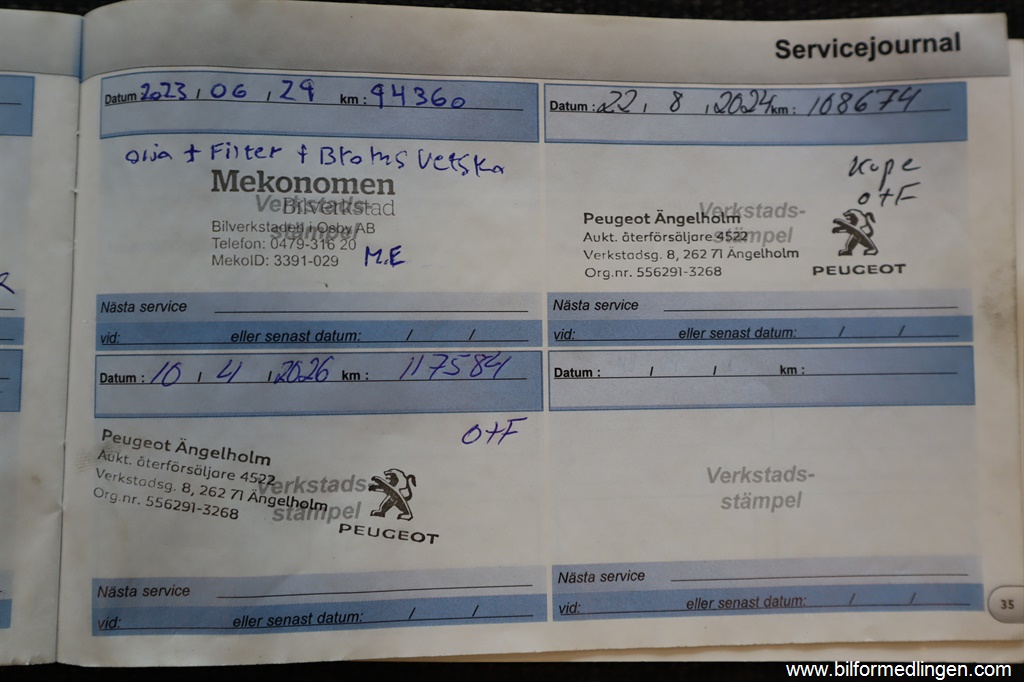 Servicejournal
Datum 2023, 06, 29 km: 94360
olja + Filter + Broms Vetska
Mekonomen
Bilverkstad
Verkstads-
stämpel
Bilverkstaden i Osby AB
Telefon: 0479-316 20
MekoID: 3391-029 M.E
Nästa service
vid: eller senast datum: / /
Datum: 22, 8, 2024 km: 108674
kupe
o+F
Verkstads-
stämpel
Peugeot Ängelholm
Aukt. återförsäljare 4522
Verkstadsg. 8, 262 71 Ängelholm
Org.nr. 556291-3268
PEUGEOT
Nästa service
vid: eller senast datum: / /
Datum: 10, 4, 2026 km: 117584
O+F
Peugeot Ängelholm
Aukt. återförsäljare 4522
Verkstadsg. 8, 262 71 Ängelholm
Org.nr. 556291-3268
Verkstads-
stämpel
PEUGEOT
Nästa service
vid: eller senast datum: / /
Datum: / / km:
Verkstads-
stämpel
Nästa service
vid: eller senast datum: / /
35
www.bilformedlingen.com